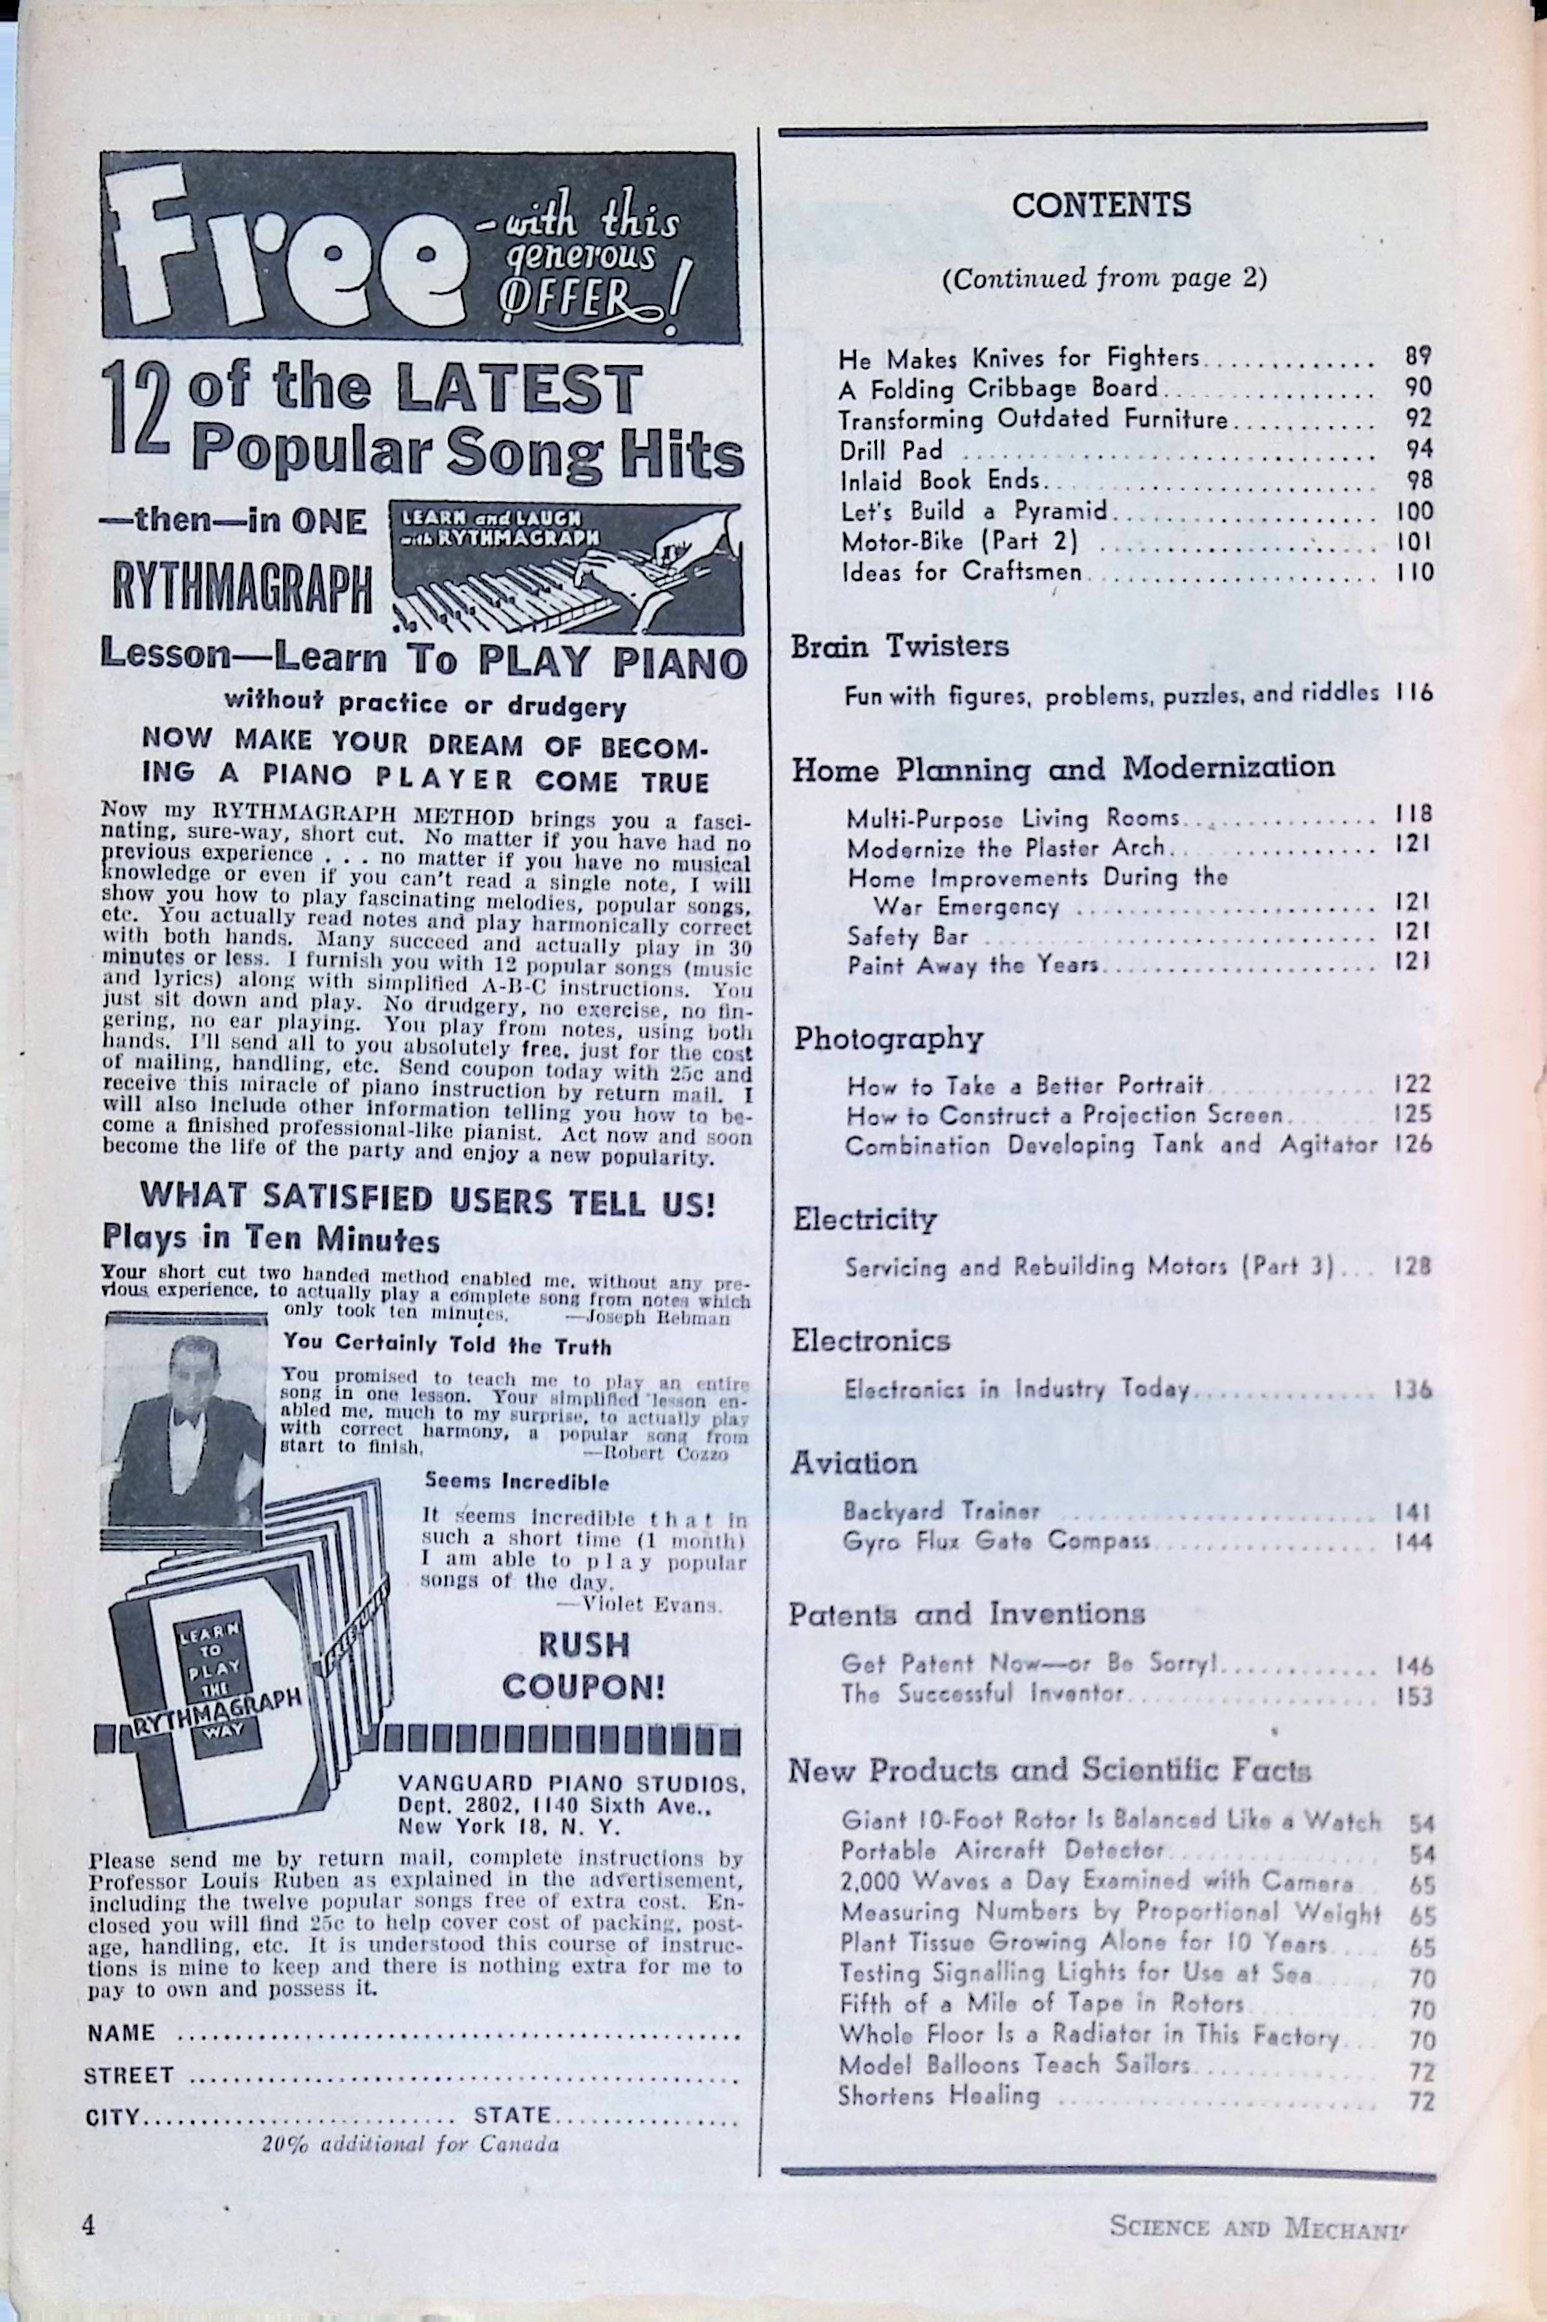 Free - with this
generous
OFFER!
12 of the LATEST
Popular Song Hits
—then—in ONE
RYTHMAGRAPH
LEARN and LAUGH
with RYTHMAGRAPH
Lesson—Learn To PLAY PIANO
without practice or drudgery
NOW MAKE YOUR DREAM OF BECOM-
ING A PIANO PLAYER COME TRUE
Now my RYTHMAGRAPH METHOD brings you a fasci-
nating, sure-way, short cut. No matter if you have had no
previous experience . . . no matter if you have no musical
knowledge or even if you can't read a single note, I will
show you how to play fascinating melodies, popular songs,
etc. You actually read notes and play harmonically correct
with both hands. Many succeed and actually play in 30
minutes or less. I furnish you with 12 popular songs (music
and lyrics) along with simplified A-B-C instructions. You
just sit down and play. No drudgery, no exercise, no fin-
gering, no ear playing. You play from notes, using both
hands. I'll send all to you absolutely free, just for the cost
of mailing, handling, etc. Send coupon today with 25c and
receive this miracle of piano instruction by return mail. I
will also include other information telling you how to be-
come a finished professional-like pianist. Act now and soon
become the life of the party and enjoy a new popularity.
WHAT SATISFIED USERS TELL US!
Plays in Ten Minutes
Your short cut two handed method enabled me, without any pre-
vious experience, to actually play a complete song from notes which
only took ten minutes. —Joseph Rebman
You Certainly Told the Truth
You promised to teach me to play an entire
song in one lesson. Your simplified lesson en-
abled me, much to my surprise, to actually play
with correct harmony, a popular song from
start to finish. —Robert Cozzo
Seems Incredible
It seems incredible that in
such a short time (1 month)
I am able to play popular
songs of the day.
—Violet Evans.
LEARN
TO
PLAY
THE
RYTHMAGRAPH
WAY
RUSH
COUPON!
VANGUARD PIANO STUDIOS,
Dept. 2802, 1140 Sixth Ave.,
New York 18, N. Y.
Please send me by return mail, complete instructions by
Professor Louis Ruben as explained in the advertisement,
including the twelve popular songs free of extra cost. En-
closed you will find 25c to help cover cost of packing, post-
age, handling, etc. It is understood this course of instruc-
tions is mine to keep and there is nothing extra for me to
pay to own and possess it.
NAME
STREET
CITY STATE
20% additional for Canada
4
CONTENTS
(Continued from page 2)
He Makes Knives for Fighters 89
A Folding Cribbage Board 90
Transforming Outdated Furniture 92
Drill Pad 94
Inlaid Book Ends 98
Let's Build a Pyramid 100
Motor-Bike (Part 2) 101
Ideas for Craftsmen 110
Brain Twisters
Fun with figures, problems, puzzles, and riddles 116
Home Planning and Modernization
Multi-Purpose Living Rooms 118
Modernize the Plaster Arch 121
Home Improvements During the
War Emergency 121
Safety Bar 121
Paint Away the Years 121
Photography
How to Take a Better Portrait 122
How to Construct a Projection Screen 125
Combination Developing Tank and Agitator 126
Electricity
Servicing and Rebuilding Motors (Part 3) 128
Electronics
Electronics in Industry Today 136
Aviation
Backyard Trainer 141
Gyro Flux Gate Compass 144
Patents and Inventions
Get Patent Now—or Be Sorry! 146
The Successful Inventor 153
New Products and Scientific Facts
Giant 10-Foot Rotor Is Balanced Like a Watch 54
Portable Aircraft Detector 54
2,000 Waves a Day Examined with Camera 65
Measuring Numbers by Proportional Weight 65
Plant Tissue Growing Alone for 10 Years 65
Testing Signalling Lights for Use at Sea 70
Fifth of a Mile of Tape in Rotors 70
Whole Floor Is a Radiator in This Factory 70
Model Balloons Teach Sailors 72
Shortens Healing 72
SCIENCE AND MECHANI